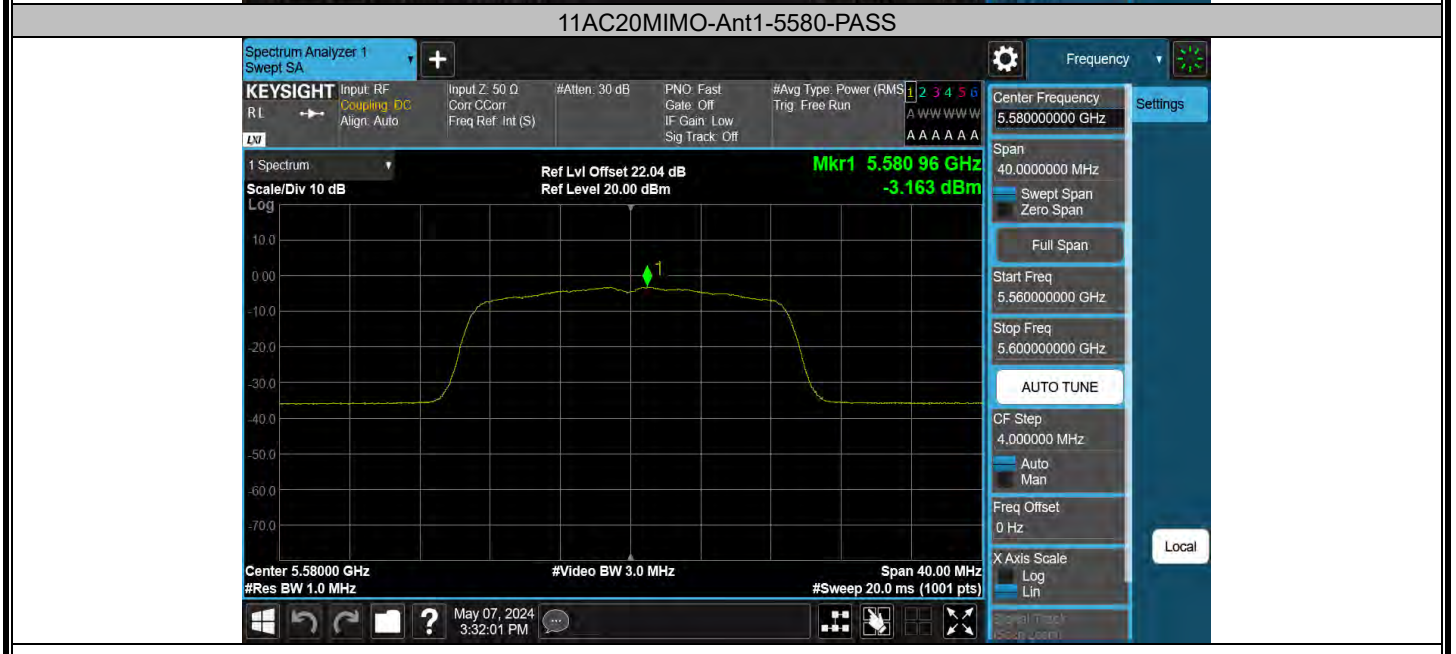 11AC20MIMO-Ant1-5580-PASS
Spectrum Analyzer 1
Swept SA
+
Frequency
KEYSIGHT
R L
LXI
Input: RF
Coupling: DC
Align: Auto
Input Z: 50 Ω
Corr CCorr
Freq Ref: Int (S)
#Atten: 30 dB
PNO: Fast
Gate: Off
IF Gain: Low
Sig Track: Off
#Avg Type: Power (RMS
Trig: Free Run
1 2 3 4 5 6
A W W W W W
A A A A A A
Center Frequency
5.580000000 GHz
Settings
Span
40.0000000 MHz
Swept Span
Zero Span
Full Span
Start Freq
5.560000000 GHz
Stop Freq
5.600000000 GHz
AUTO TUNE
CF Step
4.000000 MHz
Auto
Man
Freq Offset
0 Hz
X Axis Scale
Log
Lin
Local
1 Spectrum
Scale/Div 10 dB
Log
Ref Lvl Offset 22.04 dB
Ref Level 20.00 dBm
Mkr1 5.580 96 GHz
-3.163 dBm
1
10.0
0.00
-10.0
-20.0
-30.0
-40.0
-50.0
-60.0
-70.0
Center 5.58000 GHz
#Res BW 1.0 MHz
#Video BW 3.0 MHz
Span 40.00 MHz
#Sweep 20.0 ms (1001 pts)
?
May 07, 2024
3:32:01 PM